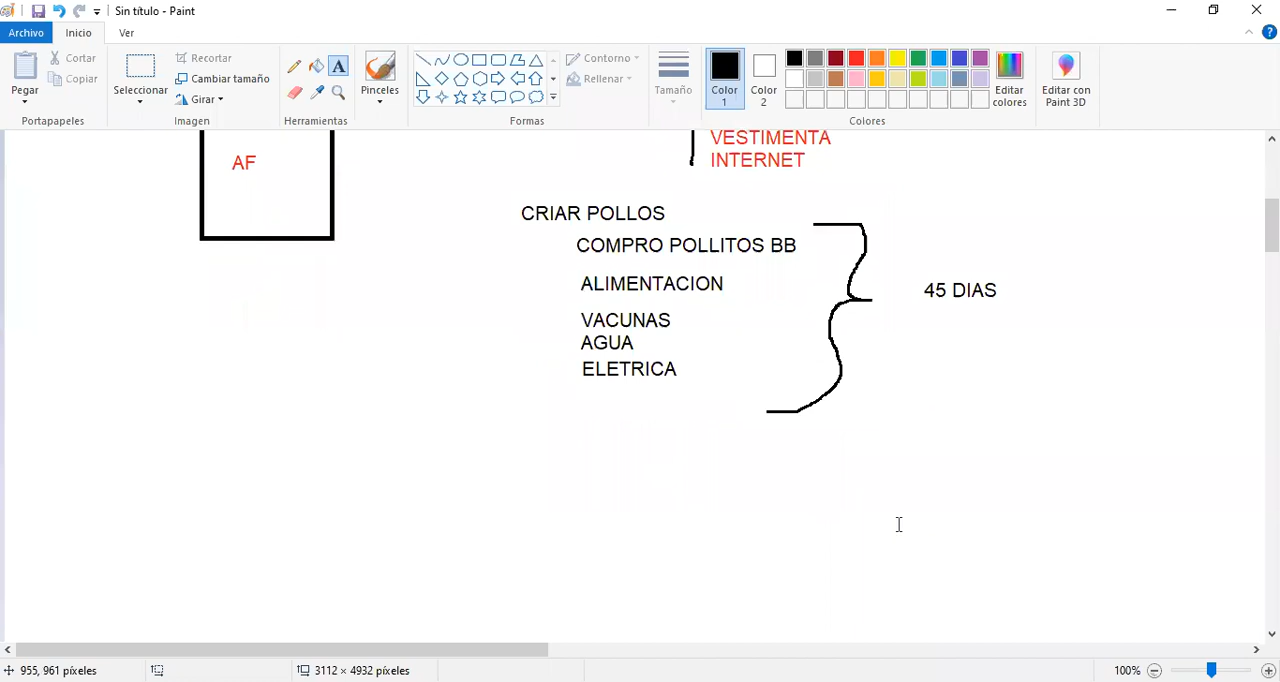 Sin título - Paint
Archivo
Inicio
Ver
Pegar
Cortar
Copiar
Portapapeles
Seleccionar
Recortar
Cambiar tamaño
Girar
Imagen
A
Herramientas
Pinceles
Contorno
Rellenar
Formas
Tamaño
Color 1
Color 2
Editar colores
Colores
Editar con Paint 3D
AF
VESTIMENTA
INTERNET
CRIAR POLLOS
COMPRO POLLITOS BB
ALIMENTACION
VACUNAS
AGUA
ELETRICA
45 DIAS
955, 961 píxeles
3112 × 4932 píxeles
100%